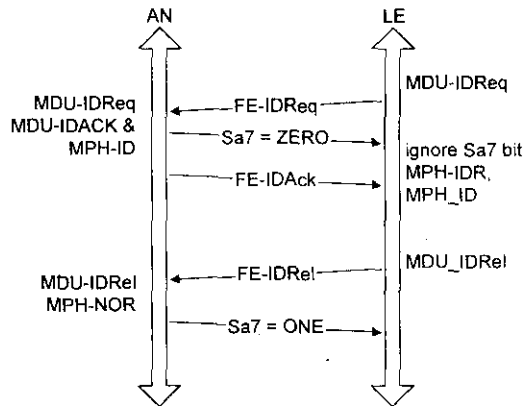 AN
LE
MDU-IDReq
MDU-IDReq
FE-IDReq
MDU-IDACK &
MPH-ID
Sa7 = ZERO
ignore Sa7 bit
MPH-IDR,
MPH_ID
FE-IDAck
MDU_IDRel
FE-IDRel
MDU-IDRel
MPH-NOR
Sa7 = ONE